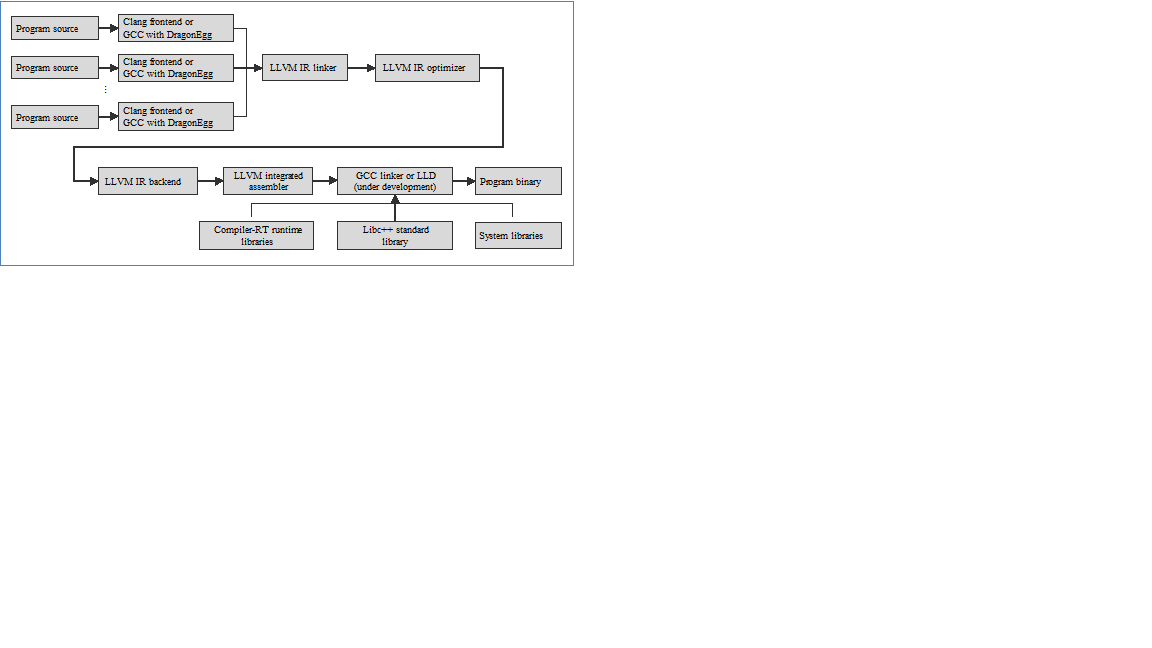 Program source
Clang frontend or
GCC with DragonEgg
Program source
Clang frontend or
GCC with DragonEgg
LLVM IR linker
LLVM IR optimizer
⋮
Program source
Clang frontend or
GCC with DragonEgg
LLVM IR backend
LLVM integrated
assembler
GCC linker or LLD
(under development)
Program binary
Compiler-RT runtime
libraries
Libc++ standard
library
System libraries